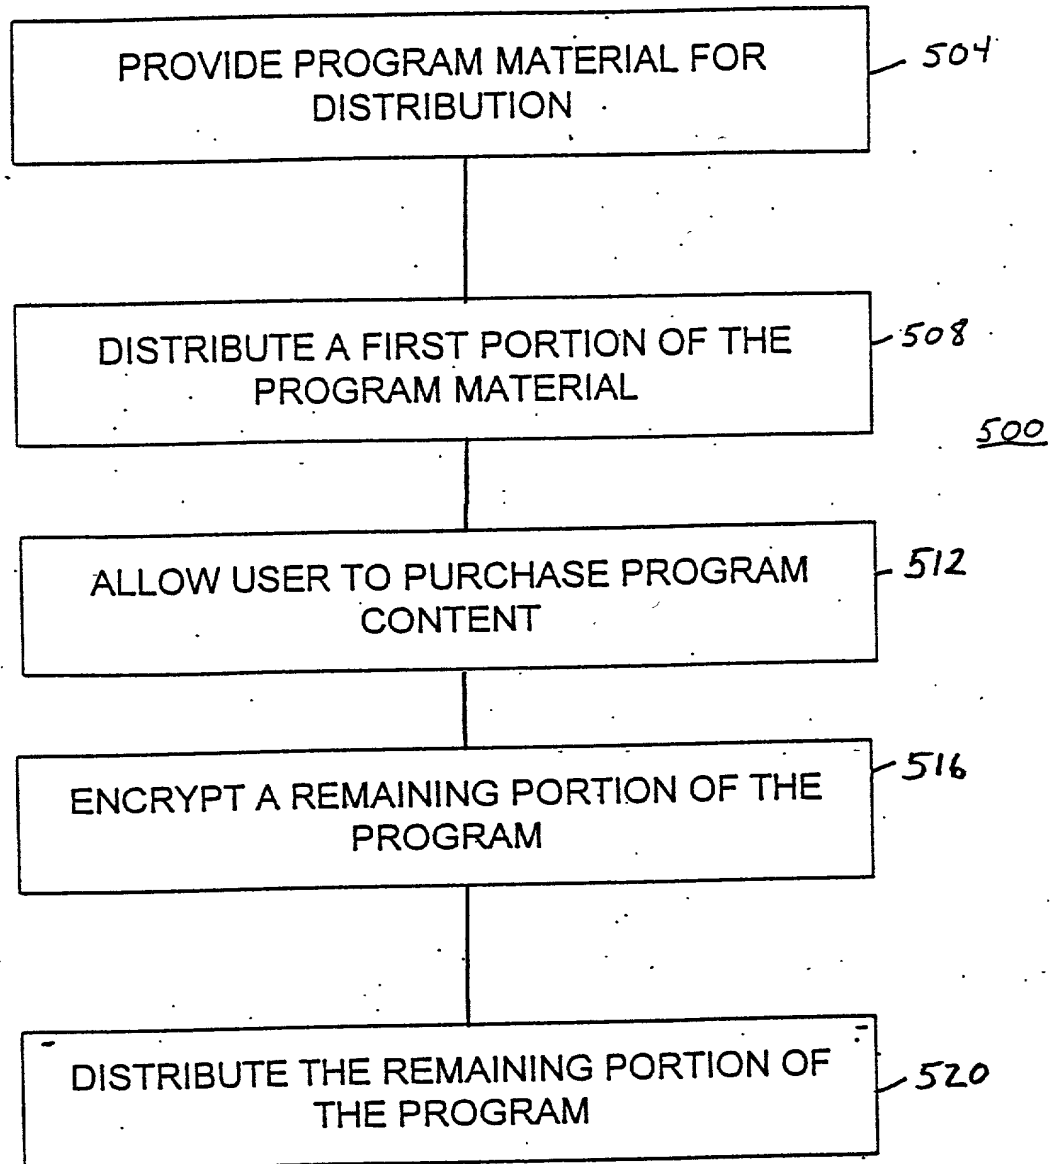 PROVIDE PROGRAM MATERIAL FOR
DISTRIBUTION
504
DISTRIBUTE A FIRST PORTION OF THE
PROGRAM MATERIAL
508
500
ALLOW USER TO PURCHASE PROGRAM
CONTENT
512
ENCRYPT A REMAINING PORTION OF THE
PROGRAM
516
DISTRIBUTE THE REMAINING PORTION OF
THE PROGRAM
520